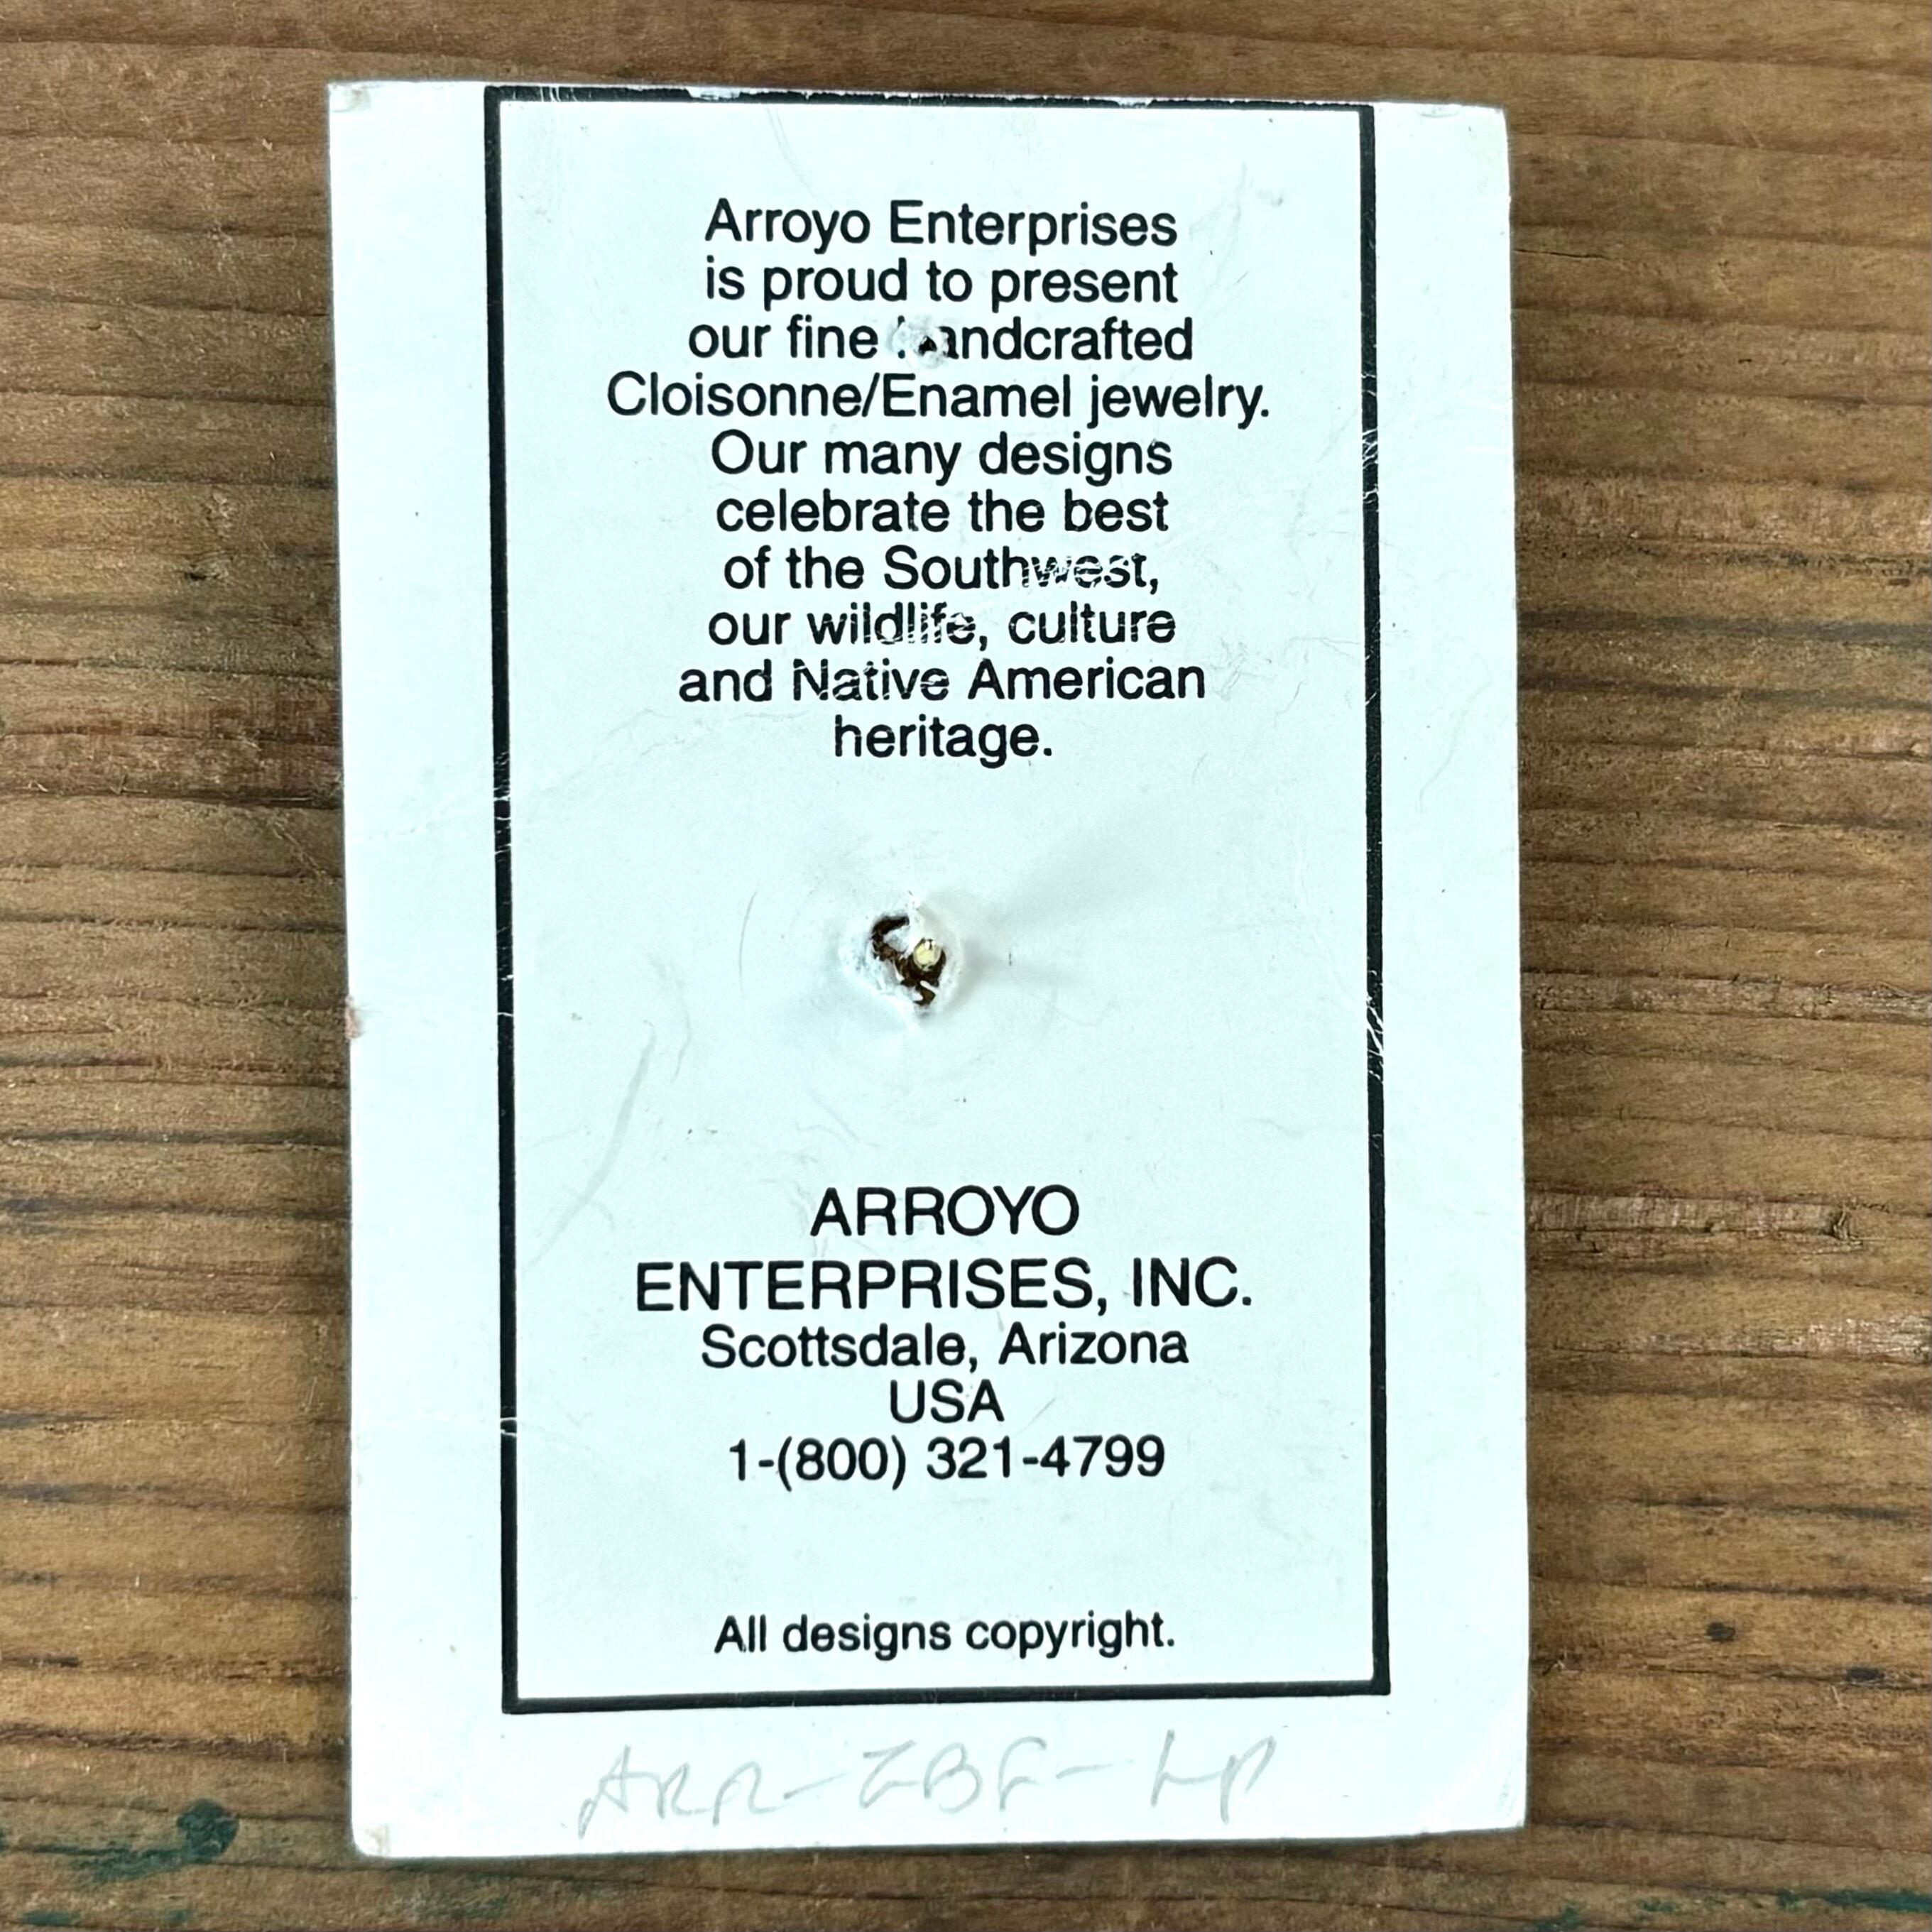 Arroyo Enterprises
is proud to present
our fine handcrafted
Cloisonne/Enamel jewelry.
Our many designs
celebrate the best
of the Southwest,
our wildlife, culture
and Native American
heritage.
ARROYO
ENTERPRISES, INC.
Scottsdale, Arizona
USA
1-(800) 321-4799
All designs copyright.